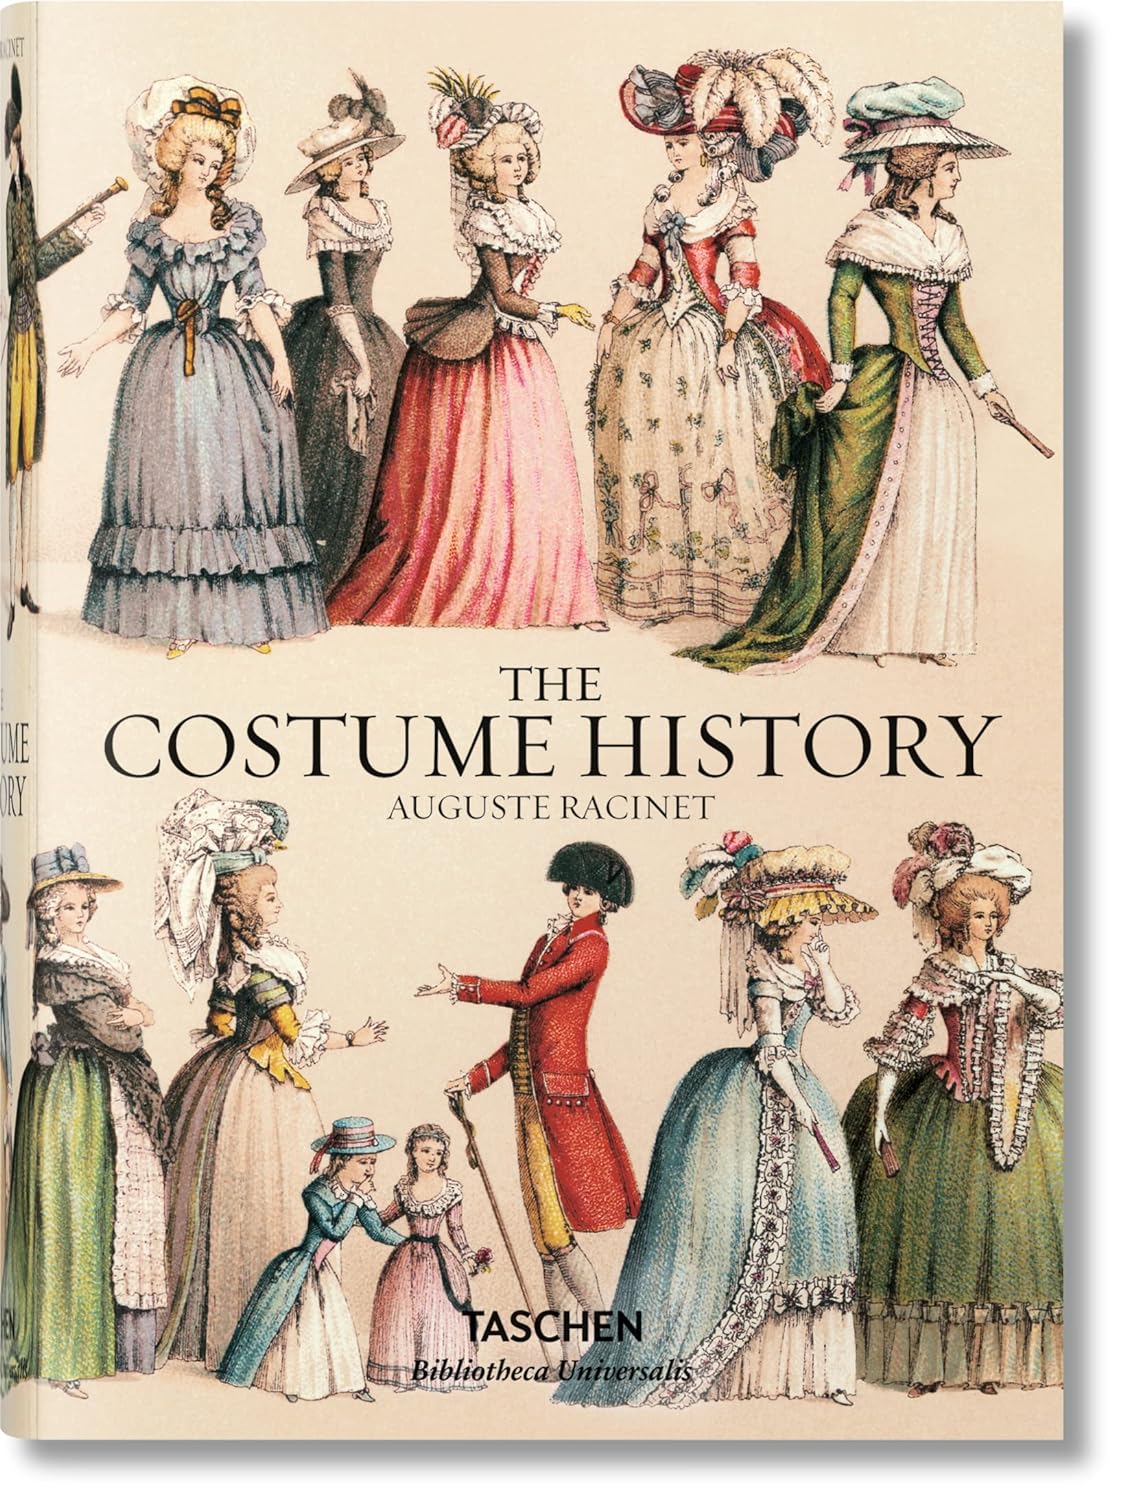 THE
COSTUME HISTORY
AUGUSTE RACINET
TASCHEN
Bibliotheca Universalis